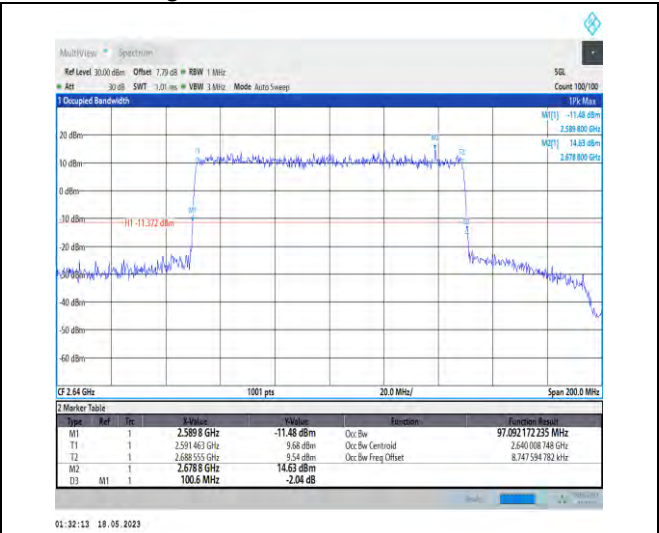 MultiView Spectrum
Ref Level 30.00 dBm Offset 7.79 dB RBW 1 MHz SGL
Att 30 dB SWT 1.01 ms VBW 3 MHz Mode Auto Sweep Count 100/100
1 Occupied Bandwidth 1Pk Max
M1[1] -11.48 dBm
2.589 800 GHz
20 dBm M2[1] 14.63 dBm
2.678 800 GHz
M2
T1 T2
10 dBm
0 dBm
M1
-10 dBm
H1 -11.372 dBm
-20 dBm
-30 dBm
-40 dBm
-50 dBm
-60 dBm
CF 2.64 GHz 1001 pts 20.0 MHz/ Span 200.0 MHz
2 Marker Table
Type Ref Trc X-Value Y-Value Function Function Result
M1 1 2.5898 GHz -11.48 dBm Occ Bw 97.092 172 235 MHz
T1 1 2.591 463 GHz 9.68 dBm Occ Bw Centroid 2.640 008 748 GHz
T2 1 2.688 555 GHz 9.54 dBm Occ Bw Freq Offset 8.747 594 782 kHz
M2 1 2.6788 GHz 14.63 dBm
D3 M1 1 100.6 MHz -2.04 dB
01:32:13 18.05.2023